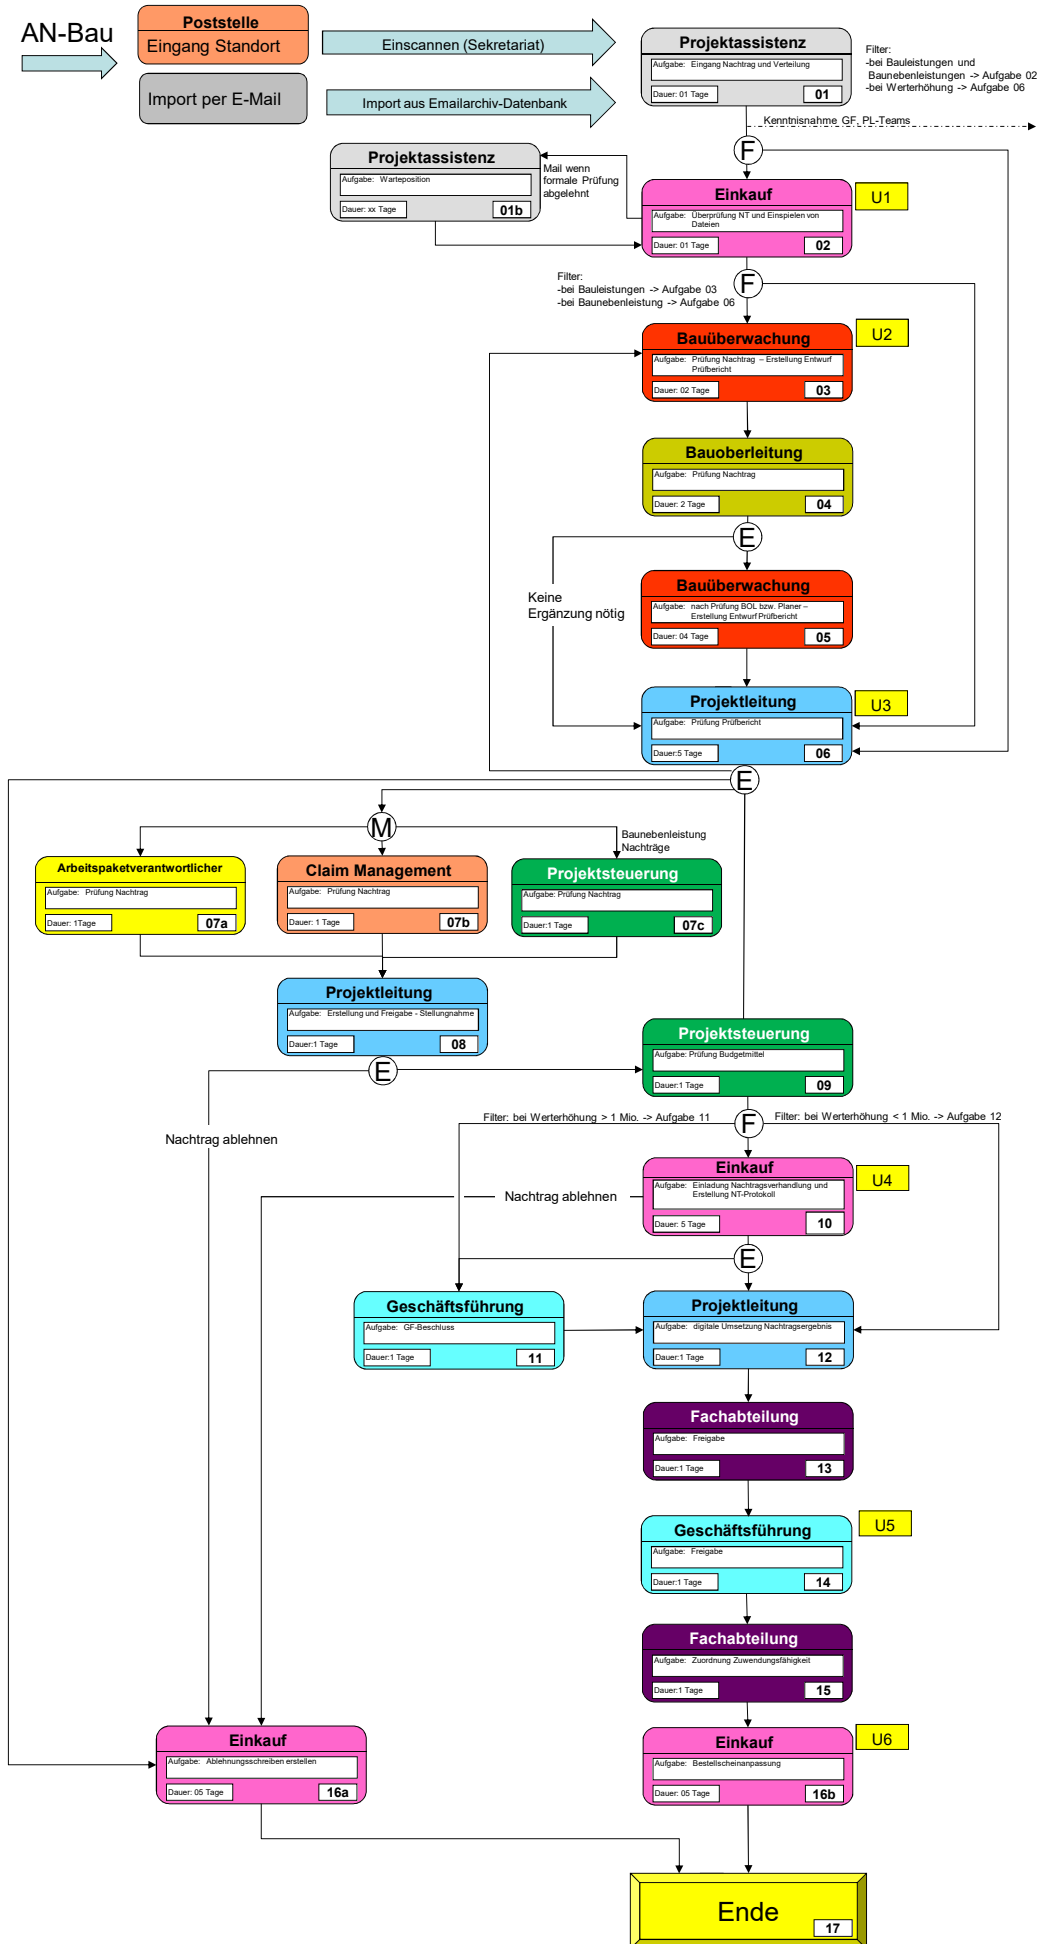 AN-Bau
Poststelle
Eingang Standort
Import per E-Mail
Einscannen (Sekretariat)
Import aus Emailarchiv-Datenbank
Projektassistenz
Aufgabe: Eingang Nachtrag und Verteilung
Dauer: 01 Tage
01
Filter:
-bei Bauleistungen und
Baunebenleistungen -> Aufgabe 02
-bei Werterhöhung -> Aufgabe 06
Kenntnisnahme GF, PL-Teams
F
Projektassistenz
Aufgabe: Warteposition
Dauer: xx Tage
01b
Mail wenn
formale Prüfung
abgelehnt
Einkauf
Aufgabe: Überprüfung NT und Einspielen von
Dateien
Dauer: 01 Tage
02
U1
Filter:
-bei Bauleistungen -> Aufgabe 03
-bei Baunebenleistung -> Aufgabe 06
F
Bauüberwachung
Aufgabe: Prüfung Nachtrag – Erstellung Entwurf
Prüfbericht
Dauer: 02 Tage
03
U2
Bauoberleitung
Aufgabe: Prüfung Nachtrag
Dauer: 2 Tage
04
E
Keine
Ergänzung nötig
Bauüberwachung
Aufgabe: nach Prüfung BOL bzw. Planer –
Erstellung Entwurf Prüfbericht
Dauer: 04 Tage
05
Projektleitung
Aufgabe: Prüfung Prüfbericht
Dauer:5 Tage
06
U3
E
M
Baunebenleistung
Nachträge
Arbeitspaketverantwortlicher
Aufgabe: Prüfung Nachtrag
Dauer: 1Tage
07a
Claim Management
Aufgabe: Prüfung Nachtrag
Dauer: 1 Tage
07b
Projektsteuerung
Aufgabe: Prüfung Nachtrag
Dauer:1 Tage
07c
Projektleitung
Aufgabe: Erstellung und Freigabe - Stellungnahme
Dauer:1 Tage
08
E
Projektsteuerung
Aufgabe: Prüfung Budgetmittel
Dauer:1 Tage
09
Nachtrag ablehnen
Filter: bei Werterhöhung > 1 Mio. -> Aufgabe 11
F
Filter: bei Werterhöhung < 1 Mio. -> Aufgabe 12
Einkauf
Aufgabe: Einladung Nachtragsverhandlung und
Erstellung NT-Protokoll
Dauer: 5 Tage
10
U4
Nachtrag ablehnen
E
Geschäftsführung
Aufgabe: GF-Beschluss
Dauer:1 Tage
11
Projektleitung
Aufgabe: digitale Umsetzung Nachtragsergebnis
Dauer:1 Tage
12
Fachabteilung
Aufgabe: Freigabe
Dauer:1 Tage
13
Geschäftsführung
Aufgabe: Freigabe
Dauer:1 Tage
14
U5
Fachabteilung
Aufgabe: Zuordnung Zuwendungsfähigkeit
Dauer:1 Tage
15
Einkauf
Aufgabe: Ablehnungsschreiben erstellen
Dauer: 05 Tage
16a
Einkauf
Aufgabe: Bestellscheinanpassung
Dauer: 05 Tage
16b
U6
Ende
17